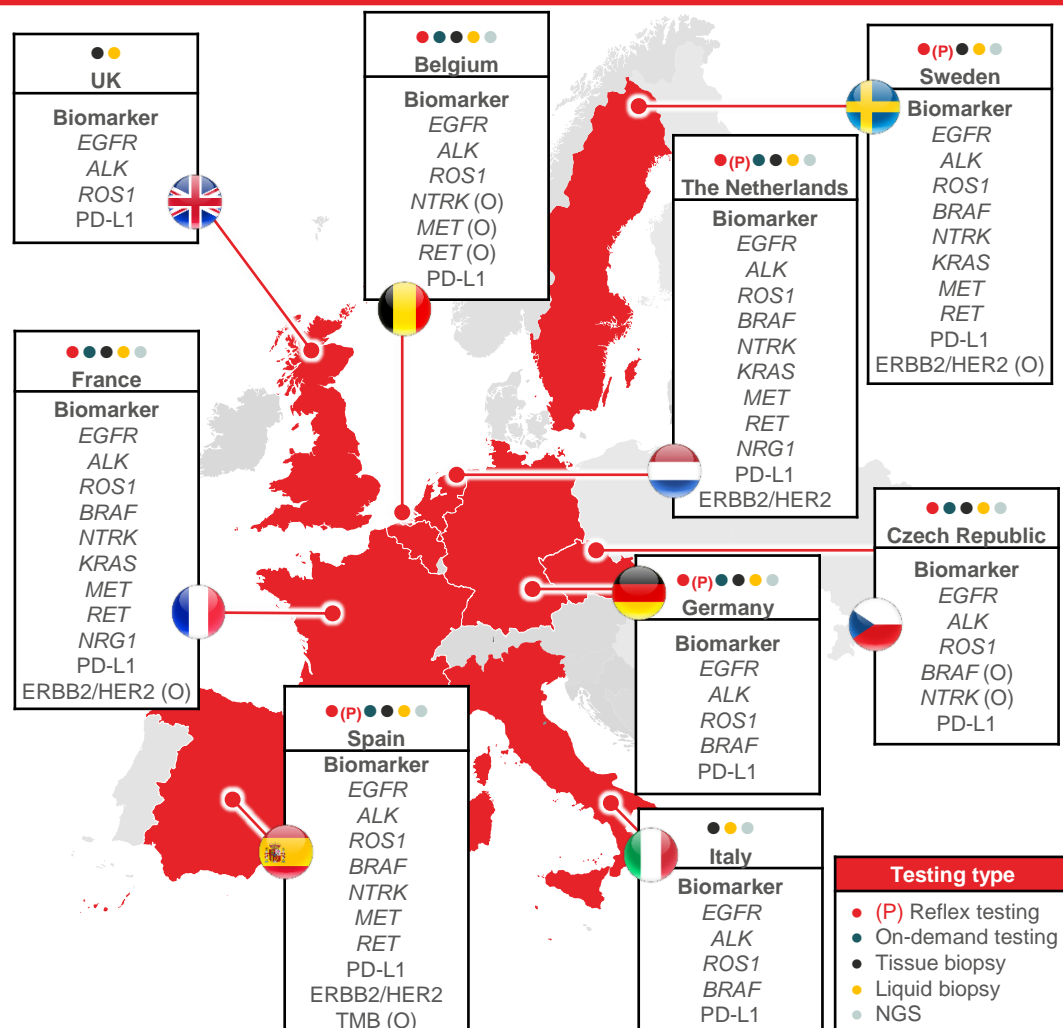 UK
Biomarker
EGFR
ALK
ROS1
PD-L1
Belgium
Biomarker
EGFR
ALK
ROS1
NTRK (O)
MET (O)
RET (O)
PD-L1
(P)
Sweden
Biomarker
EGFR
ALK
ROS1
BRAF
NTRK
KRAS
MET
RET
PD-L1
ERBB2/HER2 (O)
(P)
The Netherlands
Biomarker
EGFR
ALK
ROS1
BRAF
NTRK
KRAS
MET
RET
NRG1
PD-L1
ERBB2/HER2
France
Biomarker
EGFR
ALK
ROS1
BRAF
NTRK
KRAS
MET
RET
NRG1
PD-L1
ERBB2/HER2 (O)
Czech Republic
Biomarker
EGFR
ALK
ROS1
BRAF (O)
NTRK (O)
PD-L1
(P)
Germany
Biomarker
EGFR
ALK
ROS1
BRAF
PD-L1
(P)
Spain
Biomarker
EGFR
ALK
ROS1
BRAF
NTRK
MET
RET
PD-L1
ERBB2/HER2
TMB (O)
Italy
Biomarker
EGFR
ALK
ROS1
BRAF
PD-L1
Testing type
(P) Reflex testing
On-demand testing
Tissue biopsy
Liquid biopsy
NGS